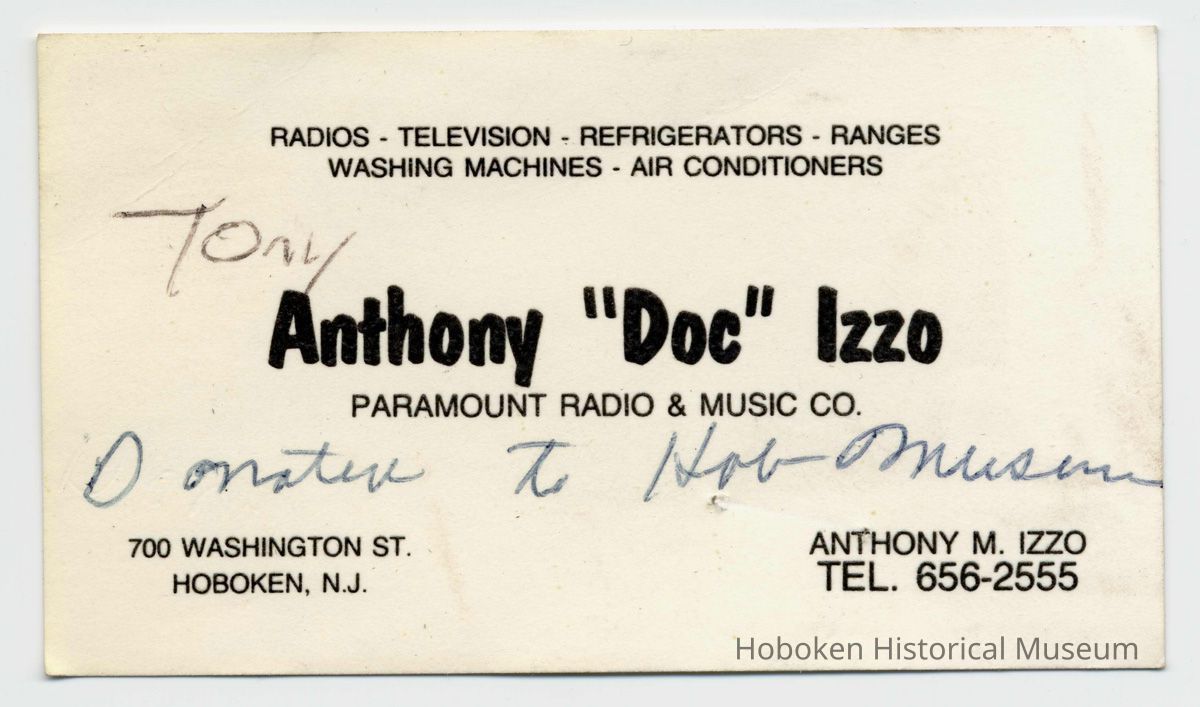 RADIOS - TELEVISION - REFRIGERATORS - RANGES
WASHING MACHINES - AIR CONDITIONERS
Tony
Anthony "Doc" Izzo
PARAMOUNT RADIO & MUSIC CO.
Donated to Hob Museum
700 WASHINGTON ST.
HOBOKEN, N.J.
ANTHONY M. IZZO
TEL. 656-2555
Hoboken Historical Museum